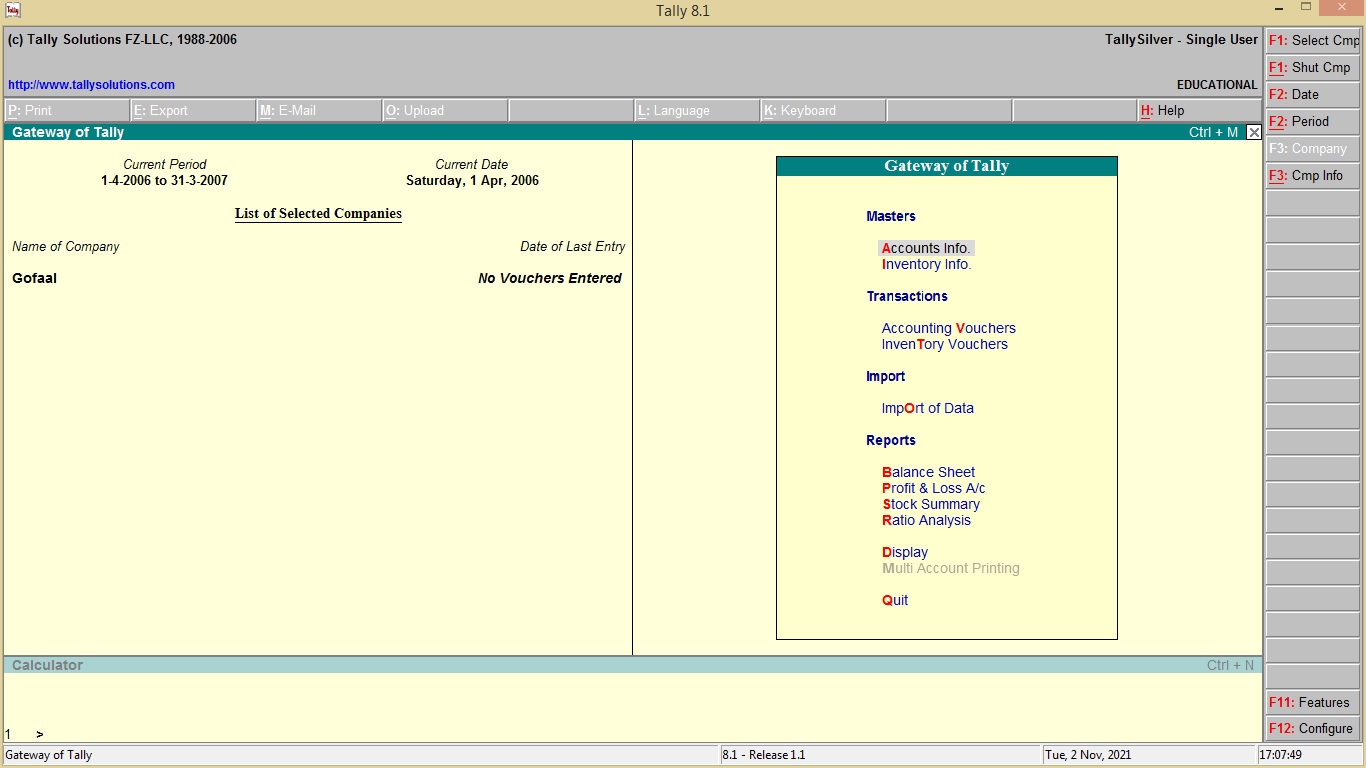 Tally 8.1
(c) Tally Solutions FZ-LLC, 1988-2006
TallySilver - Single User
http://www.tallysolutions.com
EDUCATIONAL
P: Print
E: Export
M: E-Mail
O: Upload
L: Language
K: Keyboard
H: Help
Gateway of Tally
Ctrl + M
Current Period
1-4-2006 to 31-3-2007
Current Date
Saturday, 1 Apr, 2006
List of Selected Companies
Name of Company
Date of Last Entry
Gofaal
No Vouchers Entered
Gateway of Tally
Masters
Accounts Info.
Inventory Info.
Transactions
Accounting Vouchers
InvenTory Vouchers
Import
ImpOrt of Data
Reports
Balance Sheet
Profit & Loss A/c
Stock Summary
Ratio Analysis
Display
Multi Account Printing
Quit
F1: Select Cmp
F1: Shut Cmp
F2: Date
F2: Period
F3: Company
F3: Cmp Info
F11: Features
F12: Configure
Calculator
Ctrl + N
1 >
Gateway of Tally
8.1 - Release 1.1
Tue, 2 Nov, 2021
17:07:49